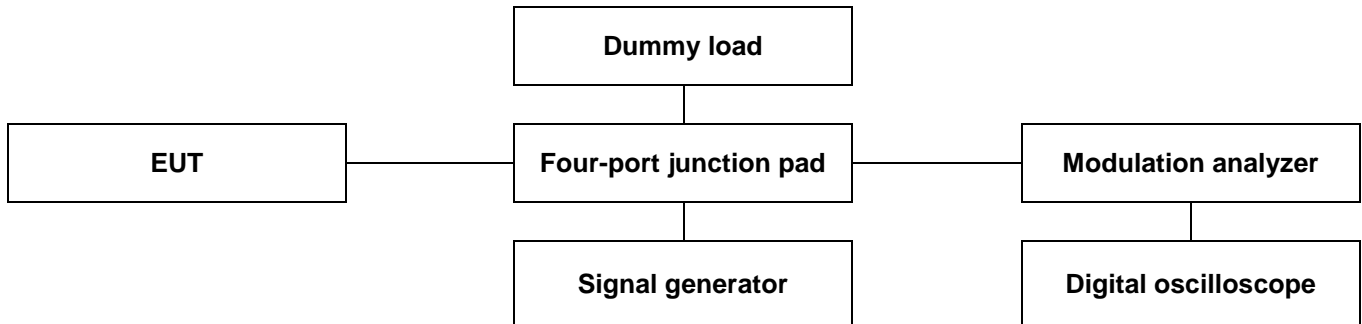 Dummy load
EUT
Four-port junction pad
Modulation analyzer
Signal generator
Digital oscilloscope